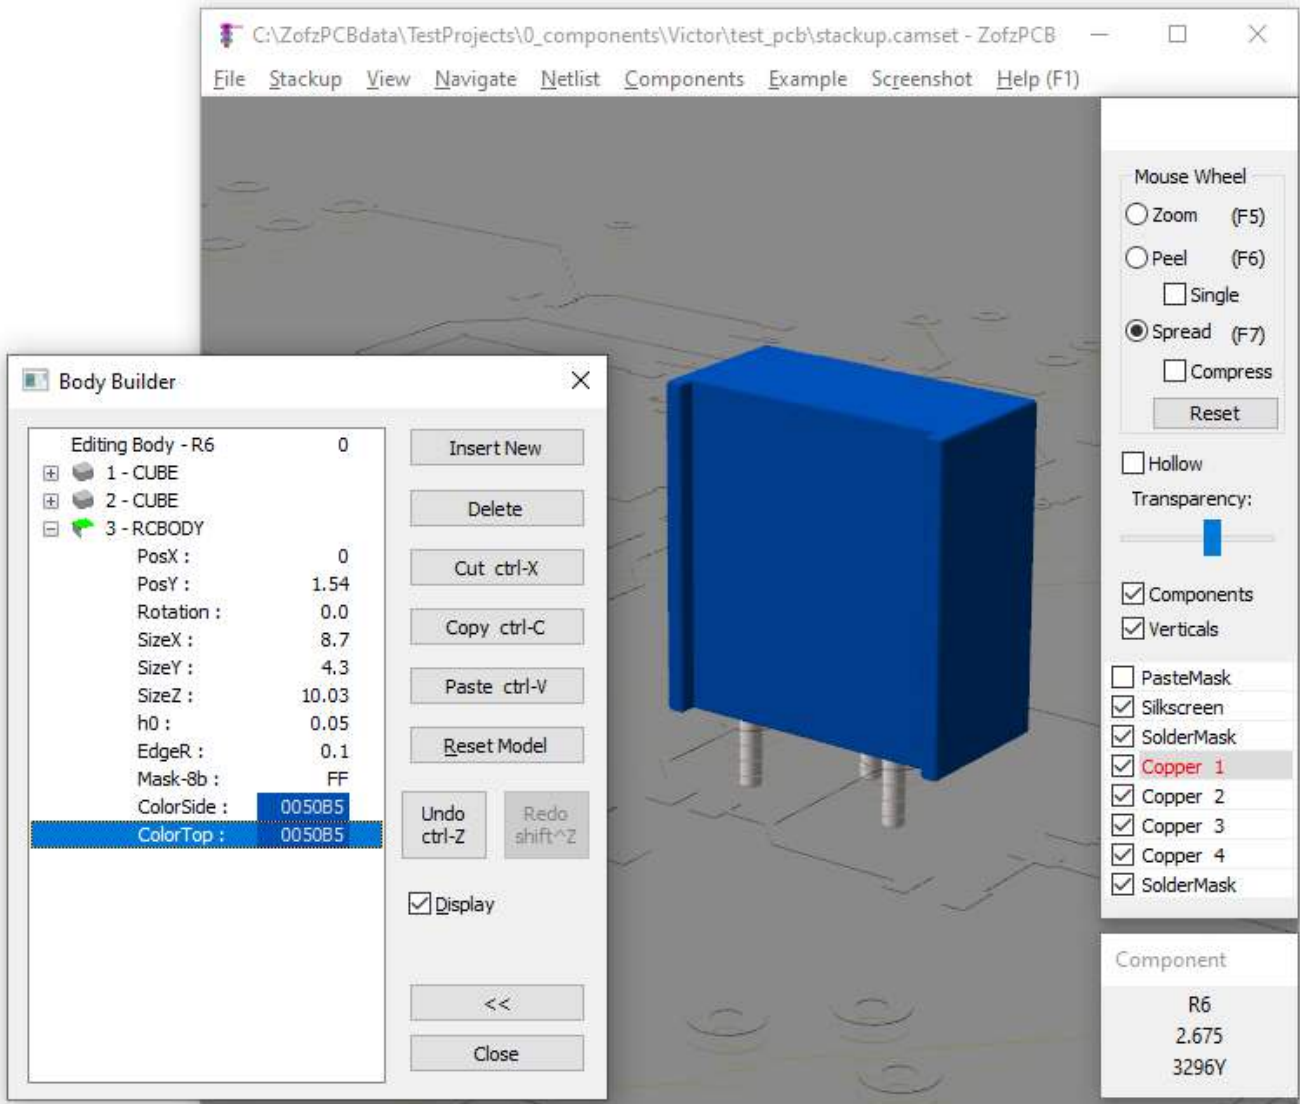 C:\ZofzPCBdata\TestProjects\0_components\Victor\test_pcb\stackup.camset - ZofzPCB
File Stackup View Navigate Netlist Components Example Screenshot Help (F1)
Mouse Wheel
Zoom (F5)
Peel (F6)
Single
Spread (F7)
Compress
Reset
Hollow
Transparency:
Components
Verticals
PasteMask
Silkscreen
SolderMask
Copper 1
Copper 2
Copper 3
Copper 4
SolderMask
Component
R6
2.675
3296Y
Body Builder
Editing Body - R6 0
1 - CUBE
2 - CUBE
3 - RCBODY
PosX : 0
PosY : 1.54
Rotation : 0.0
SizeX : 8.7
SizeY : 4.3
SizeZ : 10.03
h0 : 0.05
EdgeR : 0.1
Mask-8b : FF
ColorSide : 0050B5
ColorTop : 0050B5
Insert New
Delete
Cut ctrl-X
Copy ctrl-C
Paste ctrl-V
Reset Model
Undo ctrl-Z
Redo shift^Z
Display
<<
Close